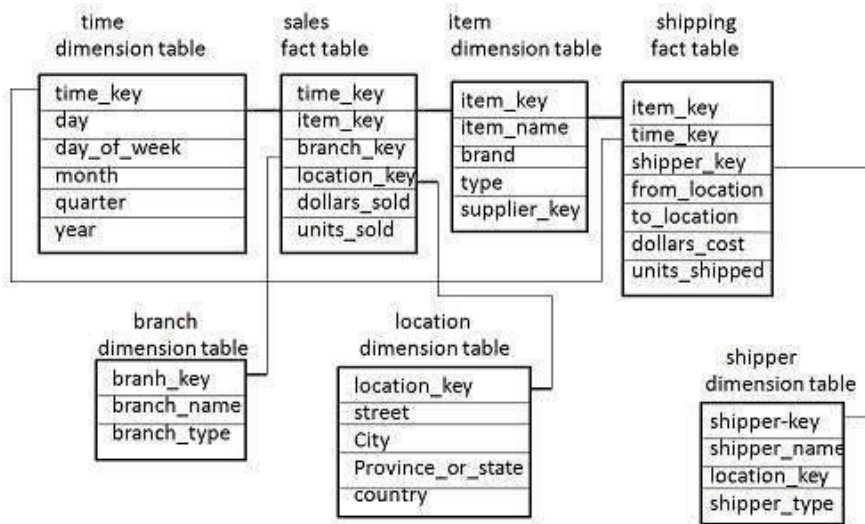 time
dimension table
time_key
day
day_of_week
month
quarter
year
sales
fact table
time_key
item_key
branch_key
location_key
dollars_sold
units_sold
item
dimension table
item_key
item_name
brand
type
supplier_key
shipping
fact table
item_key
time_key
shipper_key
from_location
to_location
dollars_cost
units_shipped
branch
dimension table
branh_key
branch_name
branch_type
location
dimension table
location_key
street
City
Province_or_state
country
shipper
dimension table
shipper-key
shipper_name
location_key
shipper_type